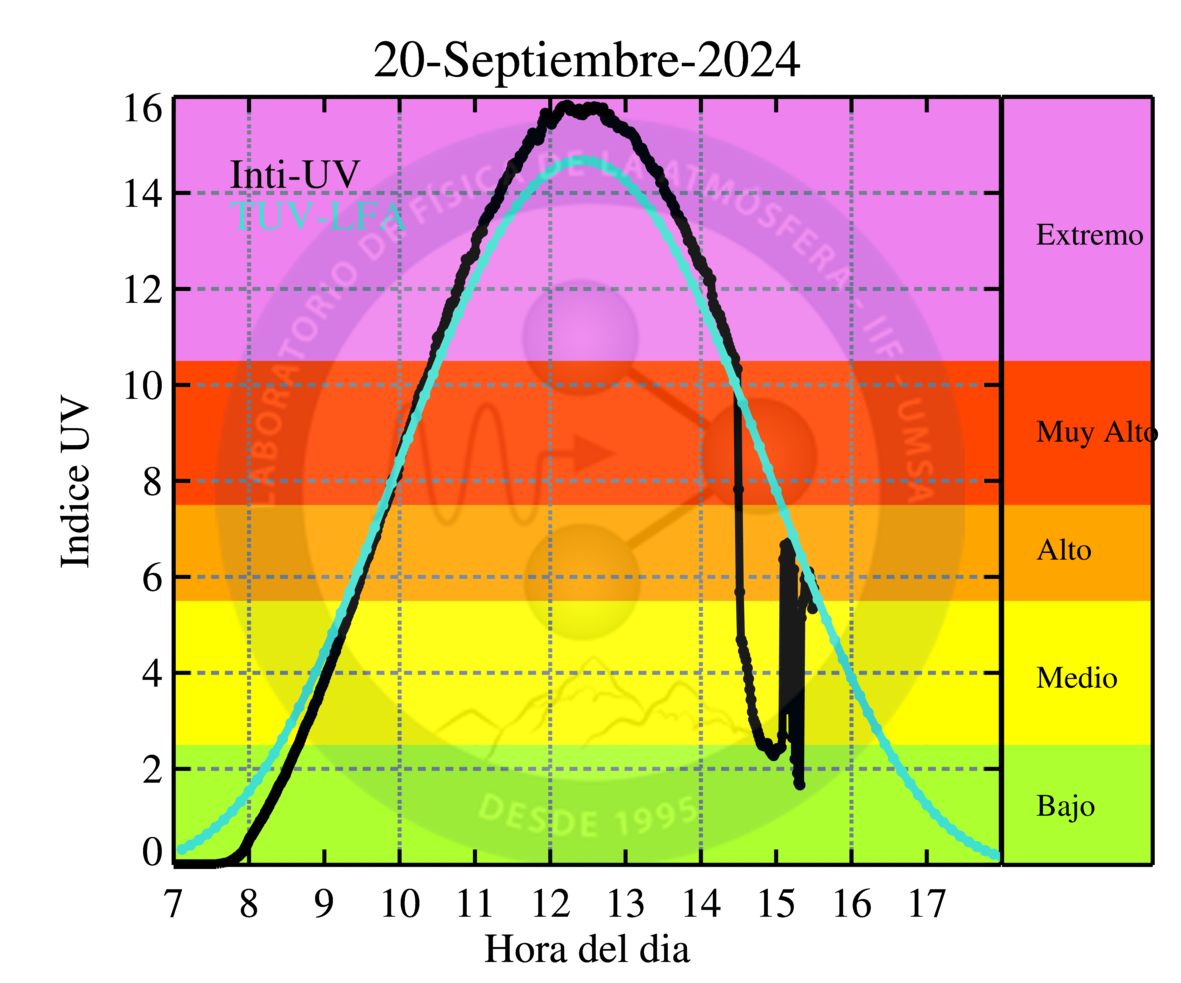 20-Septiembre-2024
16
14
12
10
8
6
4
2
0
Indice UV
Inti-UV
TUV-LFA
LABORATORIO DE FÍSICA DE LA ATMÓSFERA - IIF - UMSA
DESDE 1995
Extremo
Muy Alto
Alto
Medio
Bajo
7 8 9 10 11 12 13 14 15 16 17
Hora del dia